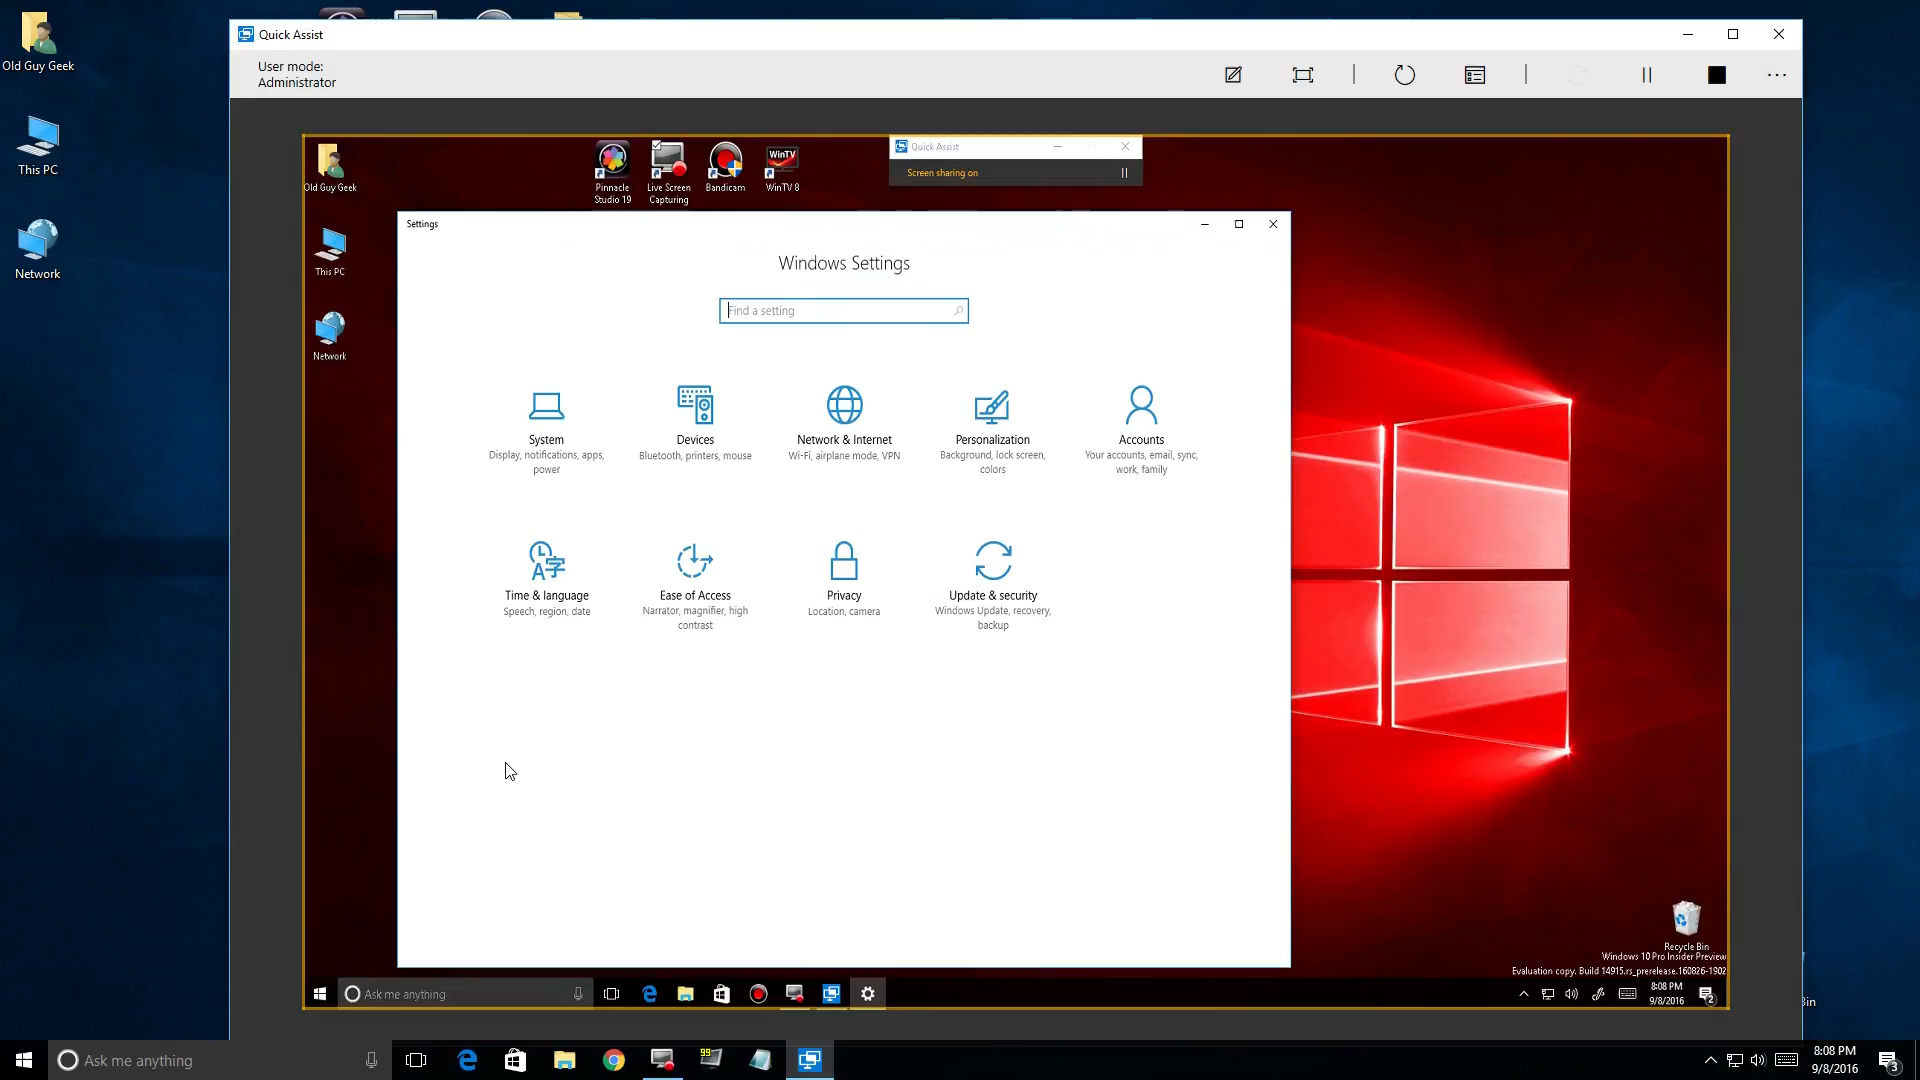 Old Guy Geek
This PC
Network
Quick Assist
User mode:
Administrator
Old Guy Geek
This PC
Network
Pinnacle
Studio 19
Live Screen
Capturing
Bandicam
WinTV
WinTV 8
Quick Assist
Screen sharing on
Settings
Windows Settings
Find a setting
System
Display, notifications, apps,
power
Devices
Bluetooth, printers, mouse
Network & Internet
Wi-Fi, airplane mode, VPN
Personalization
Background, lock screen,
colors
Accounts
Your accounts, email, sync,
work, family
Time & language
Speech, region, date
Ease of Access
Narrator, magnifier, high
contrast
Privacy
Location, camera
Update & security
Windows Update, recovery,
backup
Recycle Bin
Windows 10 Pro Insider Preview
Evaluation copy. Build 14915.rs_prerelease.160826-1902
Ask me anything
8:08 PM
9/8/2016
2
Bin
Ask me anything
99
8:08 PM
9/8/2016
3